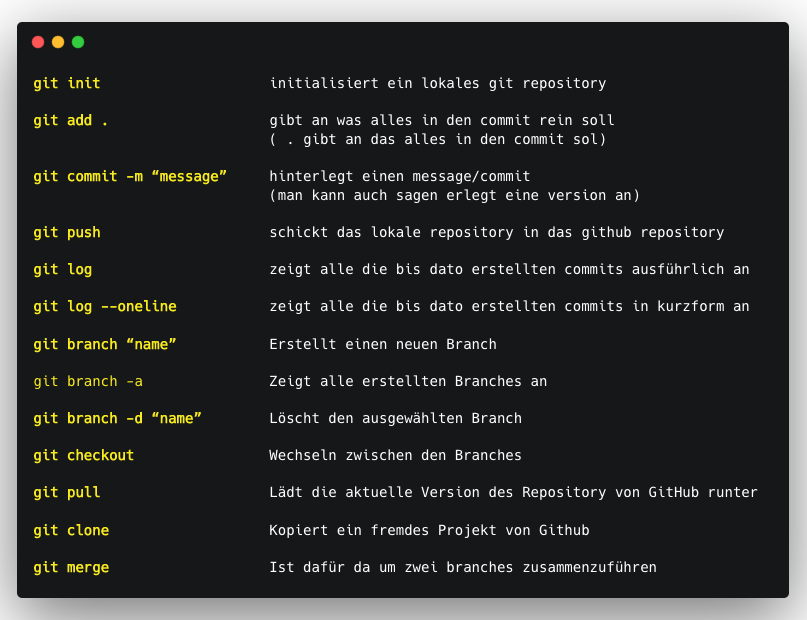 git init initialisiert ein lokales git repository
git add . gibt an was alles in den commit rein soll
( . gibt an das alles in den commit sol)
git commit -m “message” hinterlegt einen message/commit
(man kann auch sagen erlegt eine version an)
git push schickt das lokale repository in das github repository
git log zeigt alle die bis dato erstellten commits ausführlich an
git log --oneline zeigt alle die bis dato erstellten commits in kurzform an
git branch “name” Erstellt einen neuen Branch
git branch -a Zeigt alle erstellten Branches an
git branch -d “name” Löscht den ausgewählten Branch
git checkout Wechseln zwischen den Branches
git pull Lädt die aktuelle Version des Repository von GitHub runter
git clone Kopiert ein fremdes Projekt von Github
git merge Ist dafür da um zwei branches zusammenzuführen